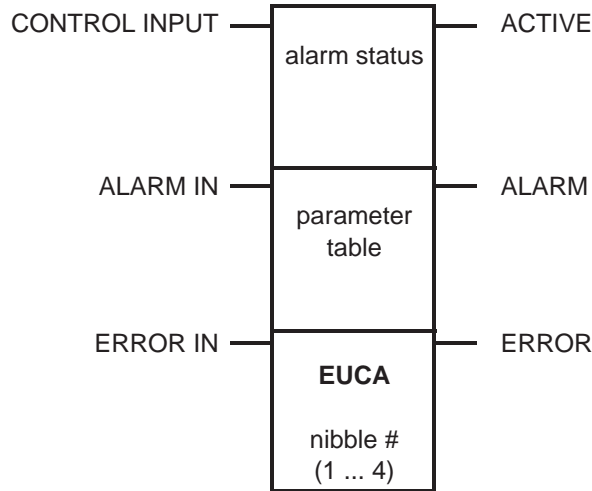 CONTROL INPUT
ACTIVE
alarm status
ALARM IN
ALARM
parameter
table
ERROR IN
ERROR
EUCA
nibble #
(1 ... 4)